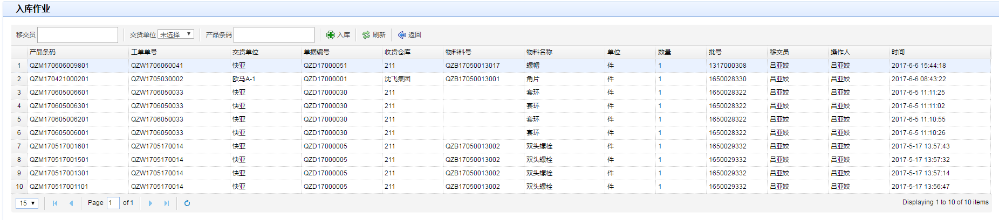 入库作业
移交员 交货单位 未选择 产品条码 入库 刷新 返回
产品条码 工单单号 交货单位 单据编号 收货仓库 物料料号 物料名称 单位 数量 批号 移交员 操作人 时间
1 QZM170606009801 QZW1706060041 快亚 QZD17000051 211 QZB17050013017 螺帽 件 1 1317000308 吕亚姣 吕亚姣 2017-6-6 15:44:18
2 QZM170421000201 QZW1705030002 欧马A-1 QZD17000001 沈飞集团 QZB17050013001 角片 件 1 1650028330 吕亚姣 吕亚姣 2017-6-6 08:43:22
3 QZM170605006601 QZW1706050033 快亚 QZD17000030 211 套环 件 1 1650028322 吕亚姣 吕亚姣 2017-6-5 11:11:25
4 QZM170605006301 QZW1706050033 快亚 QZD17000030 211 套环 件 1 1650028322 吕亚姣 吕亚姣 2017-6-5 11:11:02
5 QZM170605006201 QZW1706050033 快亚 QZD17000030 211 套环 件 1 1650028322 吕亚姣 吕亚姣 2017-6-5 11:10:55
6 QZM170605006001 QZW1706050033 快亚 QZD17000030 211 套环 件 1 1650028322 吕亚姣 吕亚姣 2017-6-5 11:10:26
7 QZM170517001601 QZW1705170014 快亚 QZD17000005 211 QZB17050013002 双头螺栓 件 1 1650029332 吕亚姣 吕亚姣 2017-5-17 13:57:43
8 QZM170517001501 QZW1705170014 快亚 QZD17000005 211 QZB17050013002 双头螺栓 件 1 1650029332 吕亚姣 吕亚姣 2017-5-17 13:57:32
9 QZM170517001301 QZW1705170014 快亚 QZD17000005 211 QZB17050013002 双头螺栓 件 1 1650029332 吕亚姣 吕亚姣 2017-5-17 13:57:14
10 QZM170517001101 QZW1705170014 快亚 QZD17000005 211 QZB17050013002 双头螺栓 件 1 1650029332 吕亚姣 吕亚姣 2017-5-17 13:56:47
15 Page 1 of 1 Displaying 1 to 10 of 10 items